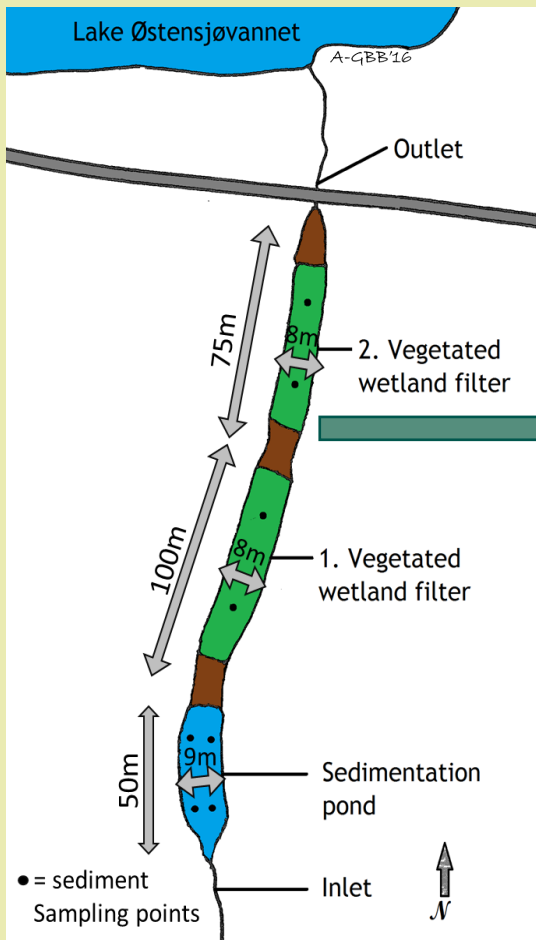 Lake Østensjøvannet
A-GBB'16
Outlet
75m
8m
2. Vegetated
wetland filter
100m
8m
1. Vegetated
wetland filter
50m
9m
Sedimentation
pond
Inlet
● = sediment
Sampling points
N